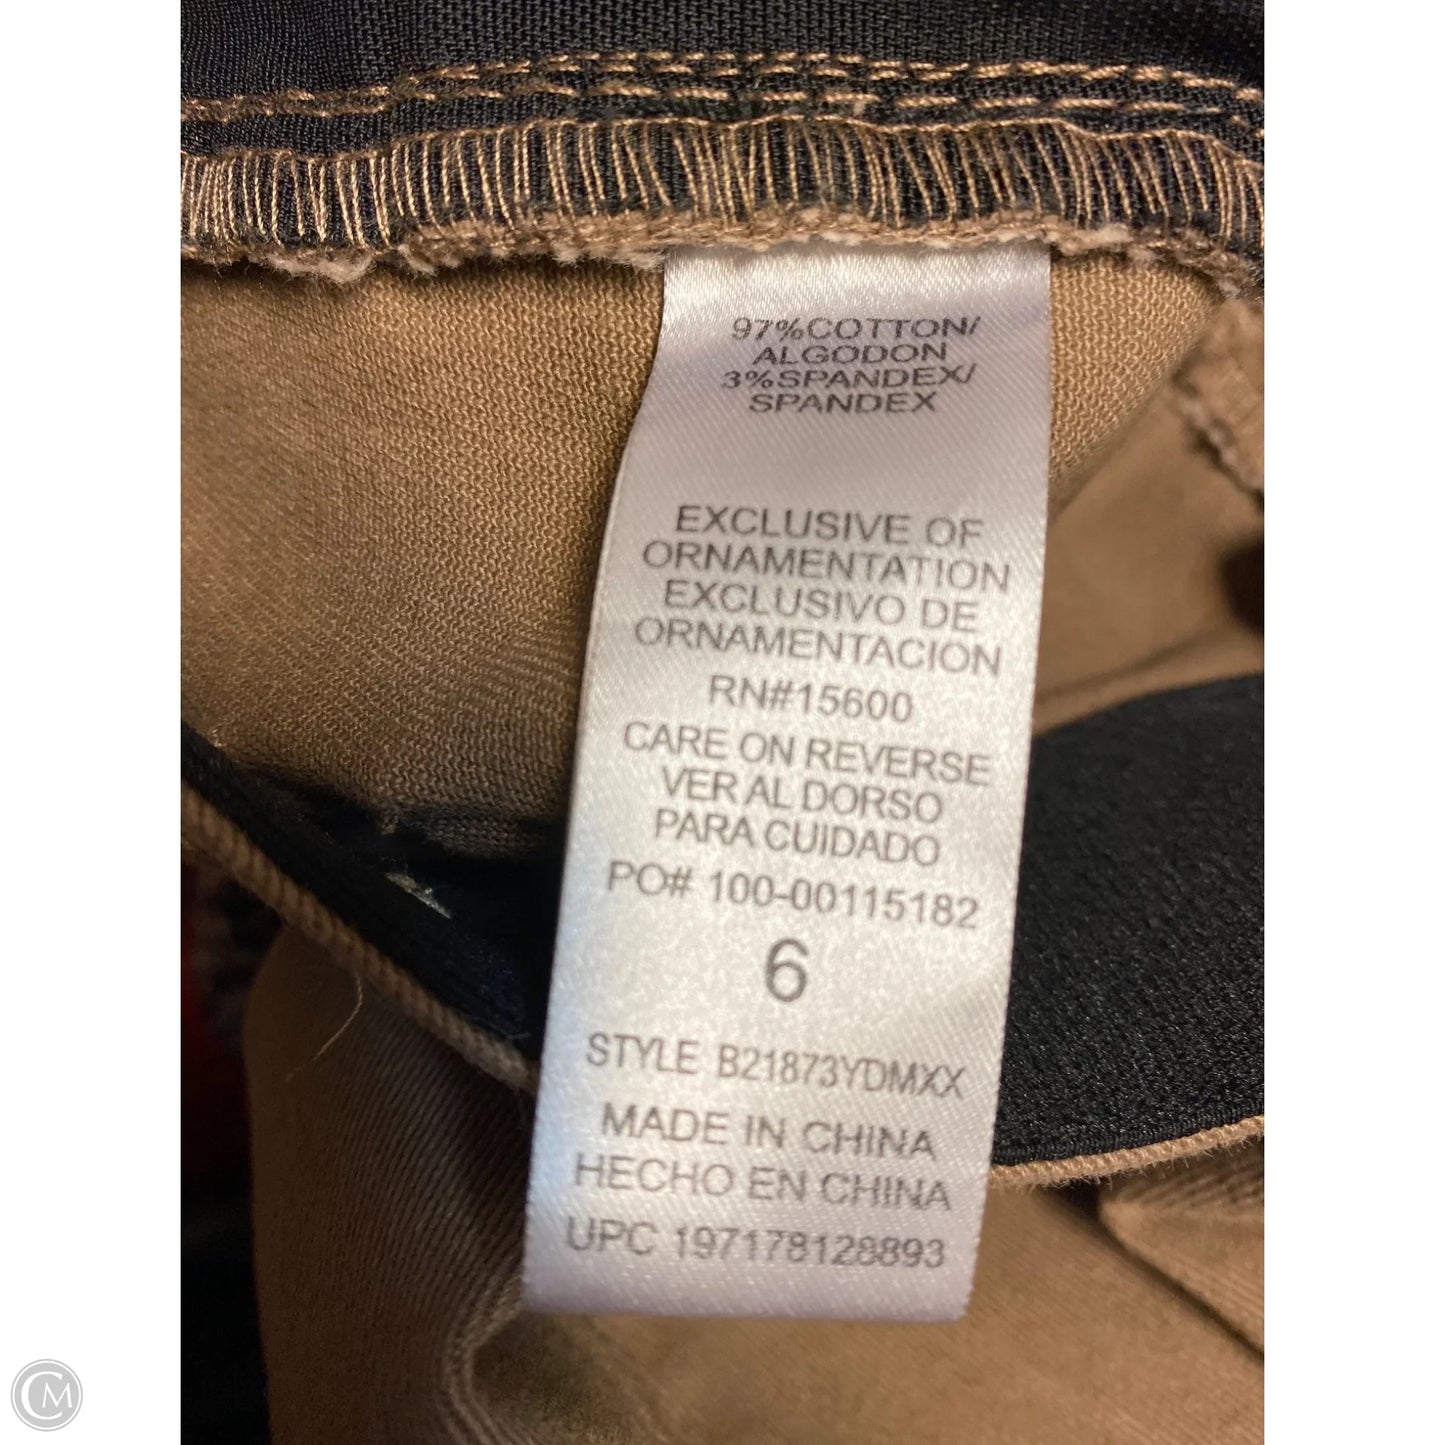 97%COTTON/
ALGODON
3%SPANDEX/
SPANDEX
EXCLUSIVE OF
ORNAMENTATION
EXCLUSIVO DE
ORNAMENTACION
RN#15600
CARE ON REVERSE
VER AL DORSO
PARA CUIDADO
PO# 100-00115182
6
STYLE B21873YDMXX
MADE IN CHINA
HECHO EN CHINA
UPC 197178128893
CM